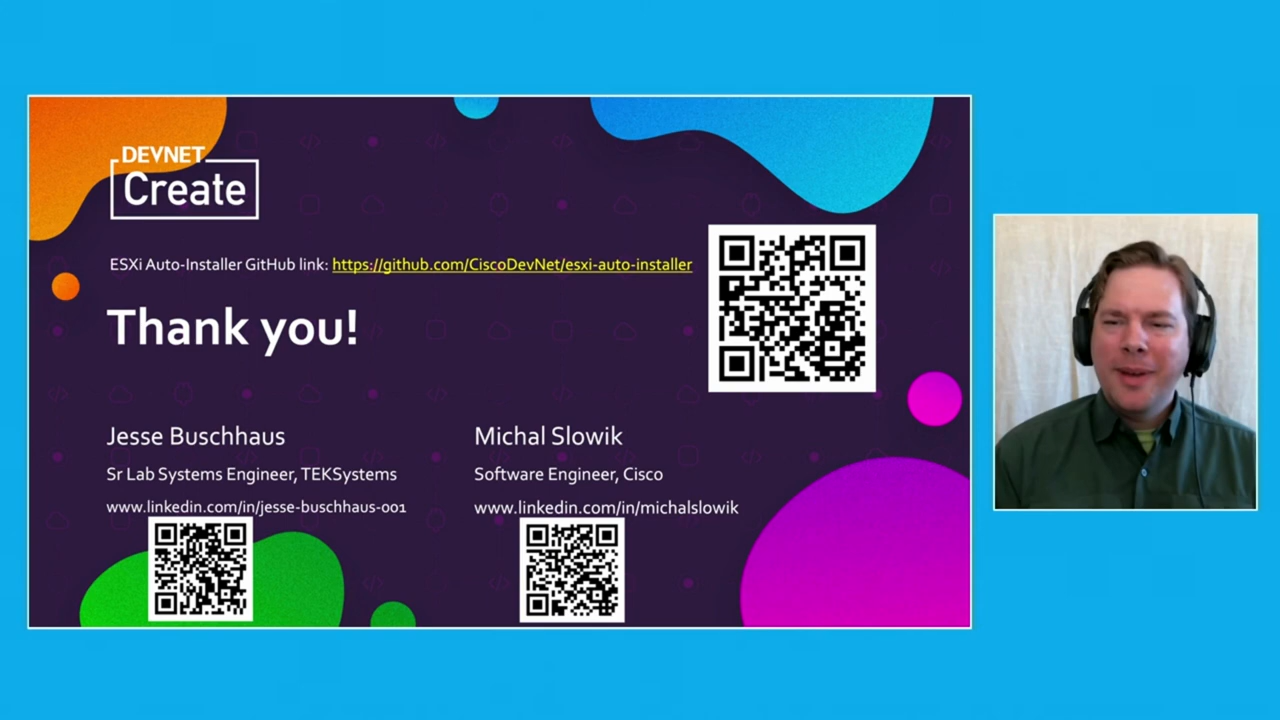 DEVNET
Create
ESXi Auto-Installer GitHub link: https://github.com/CiscoDevNet/esxi-auto-installer
Thank you!
Jesse Buschhaus
Sr Lab Systems Engineer, TEKSystems
www.linkedin.com/in/jesse-buschhaus-001
Michal Slowik
Software Engineer, Cisco
www.linkedin.com/in/michalslowik